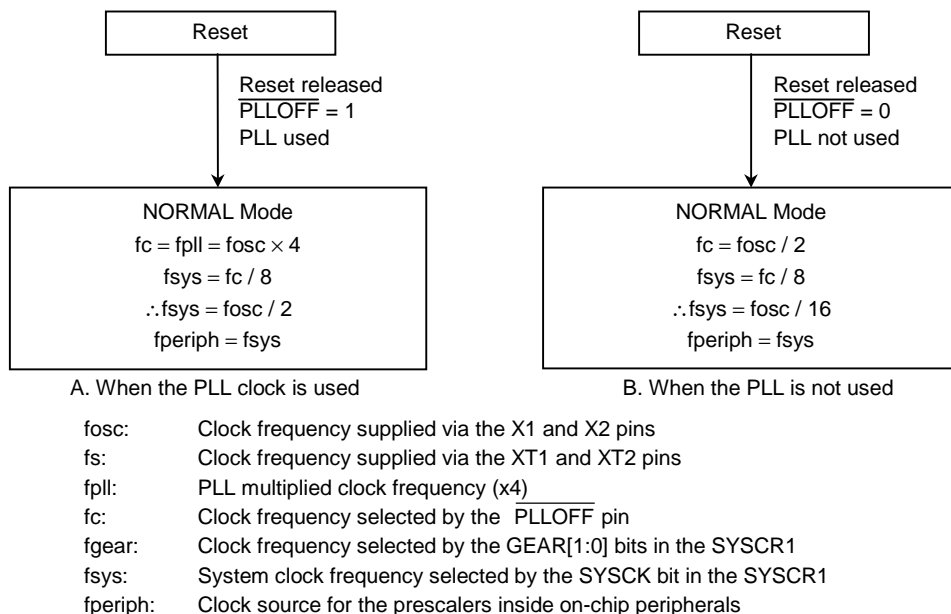 Reset
Reset released
PLLOFF = 1
PLL used
NORMAL Mode
fc = fpll = fosc × 4
fsys = fc / 8
∴fsys = fosc / 2
fperiph = fsys
A. When the PLL clock is used
Reset
Reset released
PLLOFF = 0
PLL not used
NORMAL Mode
fc = fosc / 2
fsys = fc / 8
∴fsys = fosc / 16
fperiph = fsys
B. When the PLL is not used
fosc: Clock frequency supplied via the X1 and X2 pins
fs: Clock frequency supplied via the XT1 and XT2 pins
fpll: PLL multiplied clock frequency (x4)
fc: Clock frequency selected by the PLLOFF pin
fgear: Clock frequency selected by the GEAR[1:0] bits in the SYSCR1
fsys: System clock frequency selected by the SYSCK bit in the SYSCR1
fperiph: Clock source for the prescalers inside on-chip peripherals